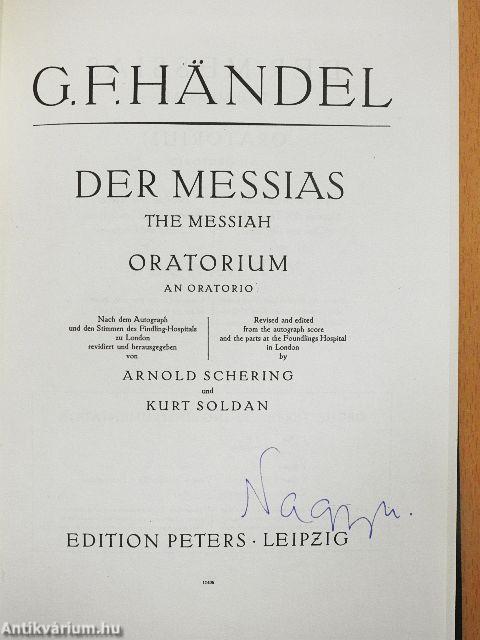 G.F.HÄNDEL
DER MESSIAS
THE MESSIAH
ORATORIUM
AN ORATORIO
Nach dem Autograph
und den Stimmen des Findling-Hospitals
zu London
revidiert und herausgegeben
von
Revised and edited
from the autograph score
and the parts at the Foundlings Hospital
in London
by
ARNOLD SCHERING
und
KURT SOLDAN
EDITION PETERS · LEIPZIG
Antikvárium.hu